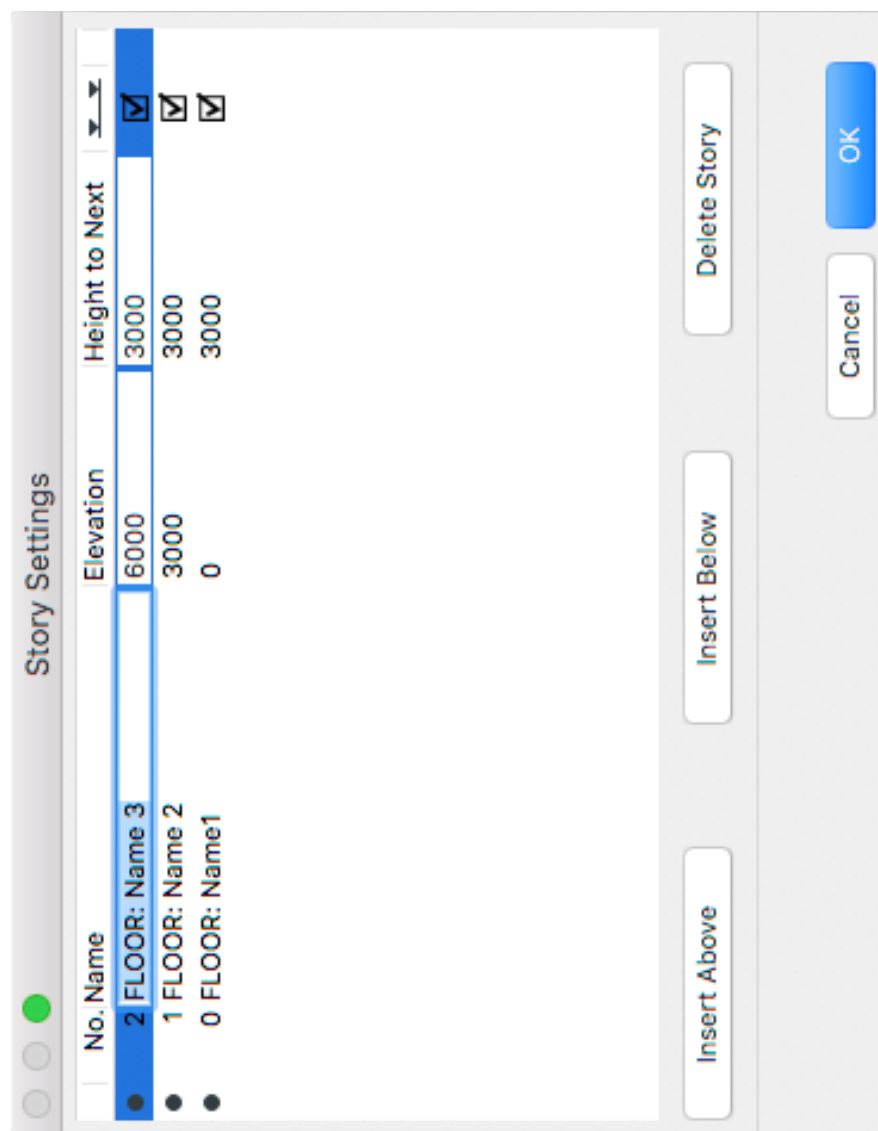 Story Settings
No. Name Elevation Height to Next
2 FLOOR: Name 3 6000 3000
1 FLOOR: Name 2 3000 3000
0 FLOOR: Name1 0 3000
Insert Above Insert Below Delete Story
Cancel OK